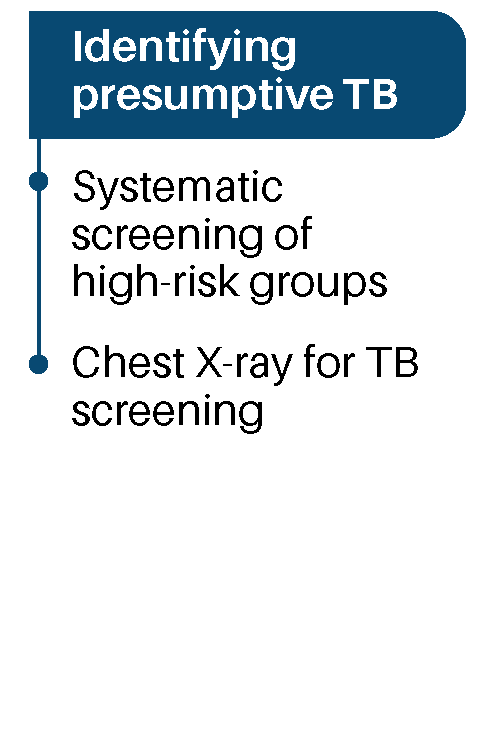 Identifying
presumptive TB
Systematic
screening of
high-risk groups
Chest X-ray for TB
screening